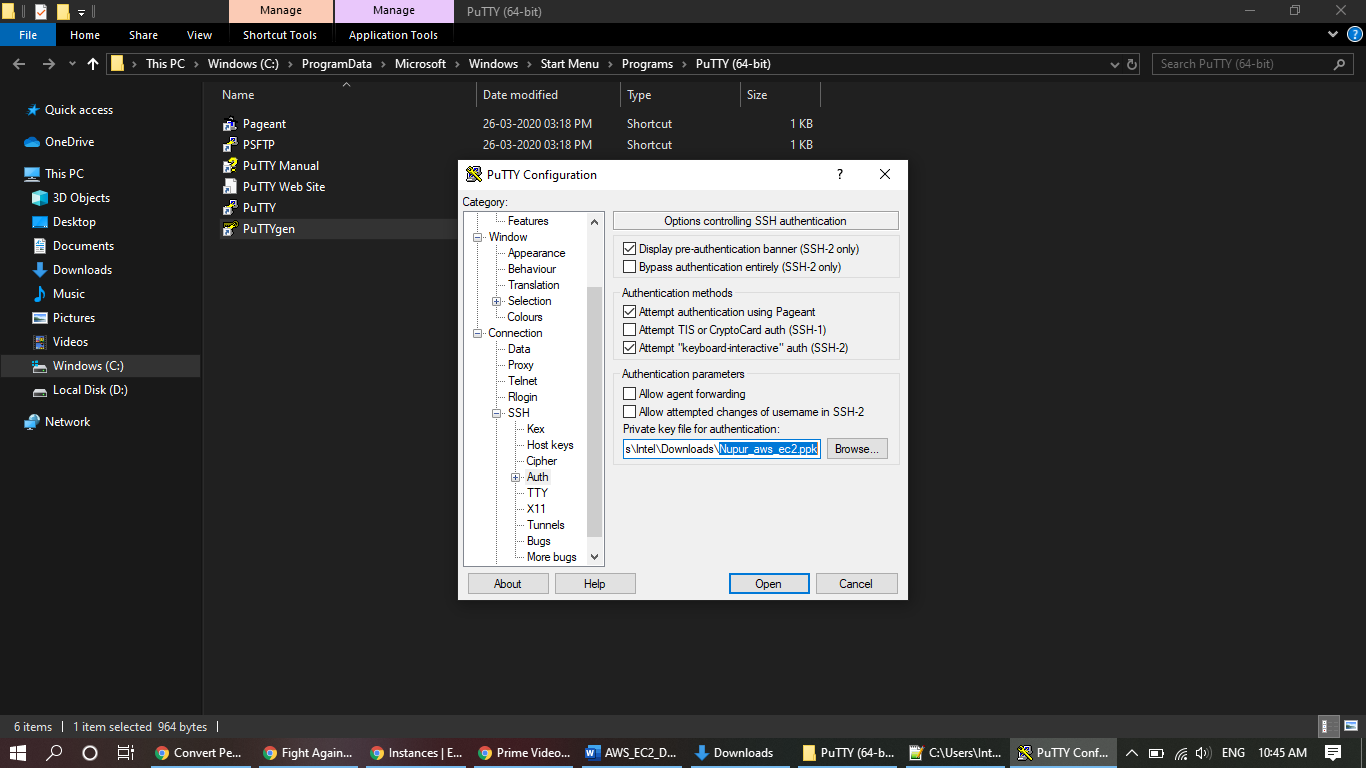 Manage
Manage
PuTTY (64-bit)
File
Home
Share
View
Shortcut Tools
Application Tools
This PC
Windows (C:)
ProgramData
Microsoft
Windows
Start Menu
Programs
PuTTY (64-bit)
Search PuTTY (64-bit)
Quick access
OneDrive
This PC
3D Objects
Desktop
Documents
Downloads
Music
Pictures
Videos
Windows (C:)
Local Disk (D:)
Network
Name
Date modified
Type
Size
Pageant
26-03-2020 03:18 PM
Shortcut
1 KB
PSFTP
26-03-2020 03:18 PM
Shortcut
1 KB
PuTTY Manual
PuTTY Web Site
PuTTY
PuTTYgen
PuTTY Configuration
?
Category:
Features
Window
Appearance
Behaviour
Translation
Selection
Colours
Connection
Data
Proxy
Telnet
Rlogin
SSH
Kex
Host keys
Cipher
Auth
TTY
X11
Tunnels
Bugs
More bugs
Options controlling SSH authentication
Display pre-authentication banner (SSH-2 only)
Bypass authentication entirely (SSH-2 only)
Authentication methods
Attempt authentication using Pageant
Attempt TIS or CryptoCard auth (SSH-1)
Attempt "keyboard-interactive" auth (SSH-2)
Authentication parameters
Allow agent forwarding
Allow attempted changes of username in SSH-2
Private key file for authentication:
s\Intel\Downloads\Nupur_aws_ec2.ppk
Browse...
About
Help
Open
Cancel
6 items
1 item selected 964 bytes
Convert Pe...
Fight Again...
Instances | E...
Prime Video...
AWS_EC2_D...
Downloads
PuTTY (64-b...
C:\Users\Int...
PuTTY Conf...
ENG
10:45 AM